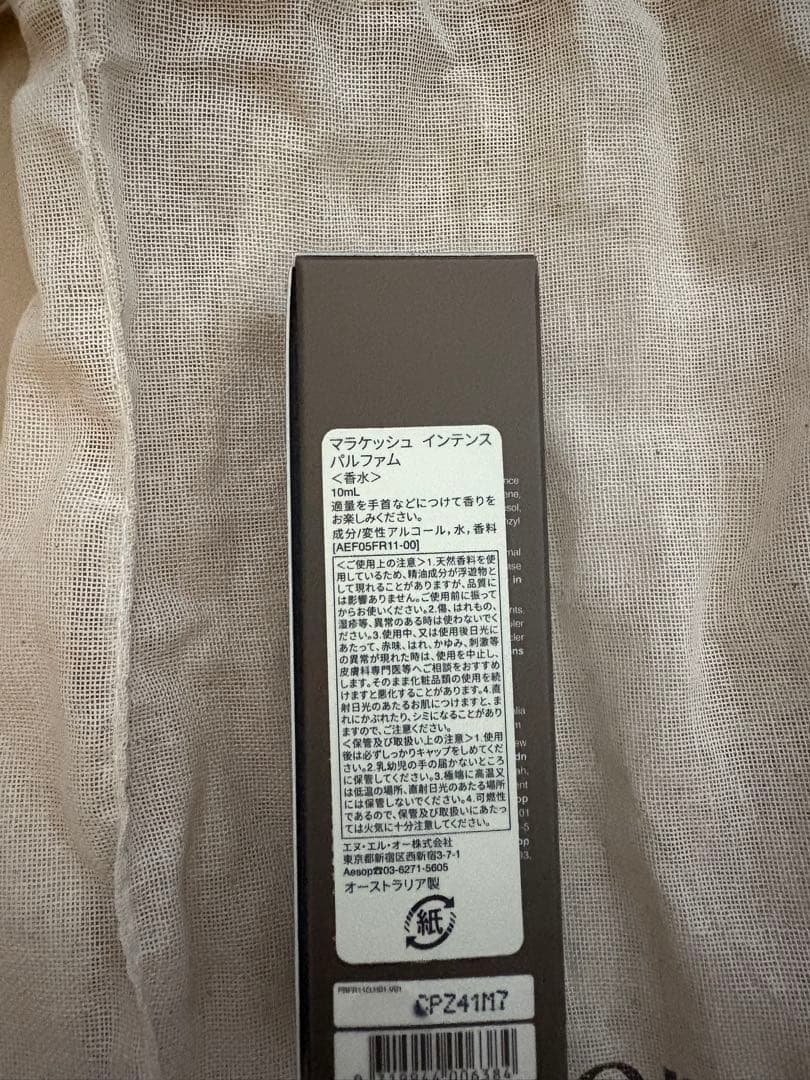 マラケッシュ インテンス
パルファム
＜香水＞
10mL
適量を手首などにつけて香りを
お楽しみください。
成分/変性アルコール，水，香料
[AEF05FR11-00]
＜ご使用上の注意＞1.天然香料を使
用しているため、精油成分が浮遊物と
して現れることがありますが、品質に
は影響ありません。ご使用前に振って
からお使いください。2.傷、はれもの、
湿疹等、異常のある時は使わないでく
ださい。3.使用中、又は使用後日光に
あたって、赤味、はれ、かゆみ、刺激等
の異常が現れた時は、使用を中止し、
皮膚科専門医等へご相談をおすすめ
します。そのまま化粧品類の使用を続
けますと悪化することがあります。4.直
射日光のあたるお肌につけますと、ま
れにかぶれたり、シミになることがあり
ますので、ご注意ください。
＜保管及び取扱い上の注意＞1.使用
後は必ずしっかりキャップをしめてくだ
さい。2.乳幼児の手の届かないところ
に保管してください。3.極端に高温又
は低温の場所、直射日光のあたる場所
には保管しないでください。4.可燃性
であるので、保管及び取扱いにあたっ
ては火気に十分注意してください。
エヌ・エル・オー株式会社
東京都新宿区西新宿3-7-1
Aesop☎03-6271-5605
オーストラリア製
紙
CPZ41M7